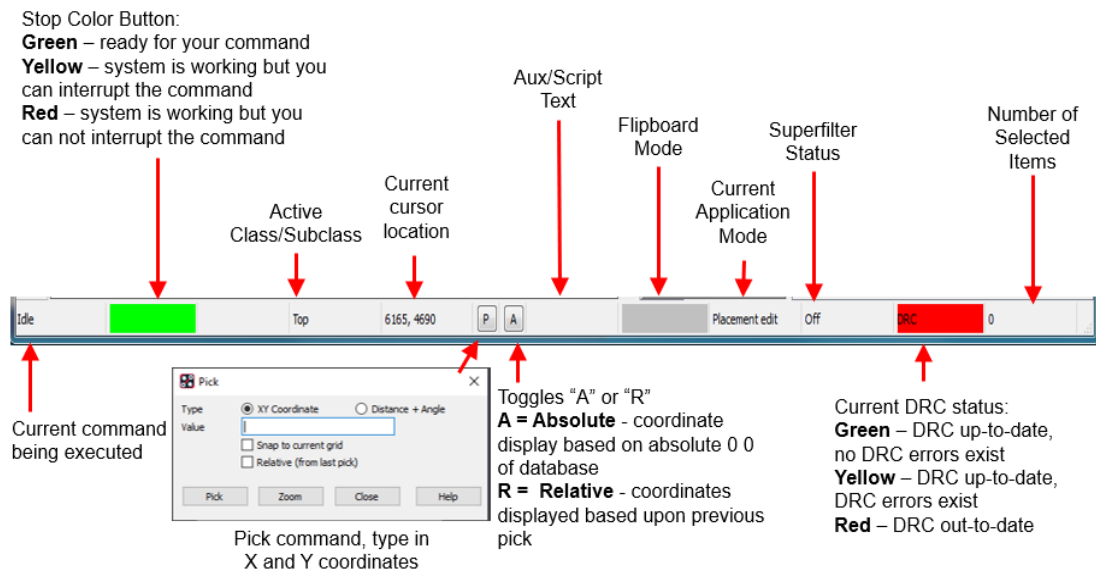 Stop Color Button:
Green – ready for your command
Yellow – system is working but you
can interrupt the command
Red – system is working but you
can not interrupt the command
Active
Class/Subclass
Current
cursor
location
Aux/Script
Text
Flipboard
Mode
Current
Application
Mode
Superfilter
Status
Number of
Selected
Items
Idle
Top
6165, 4690
P
A
Placement edit
Off
DRC
0
Current command
being executed
Pick
Type
XY Coordinate
Distance + Angle
Value
Snap to current grid
Relative (from last pick)
Pick
Zoom
Close
Help
Pick command, type in
X and Y coordinates
Toggles “A” or “R”
A = Absolute - coordinate
display based on absolute 0 0
of database
R = Relative - coordinates
displayed based upon previous
pick
Current DRC status:
Green – DRC up-to-date,
no DRC errors exist
Yellow – DRC up-to-date,
DRC errors exist
Red – DRC out-to-date